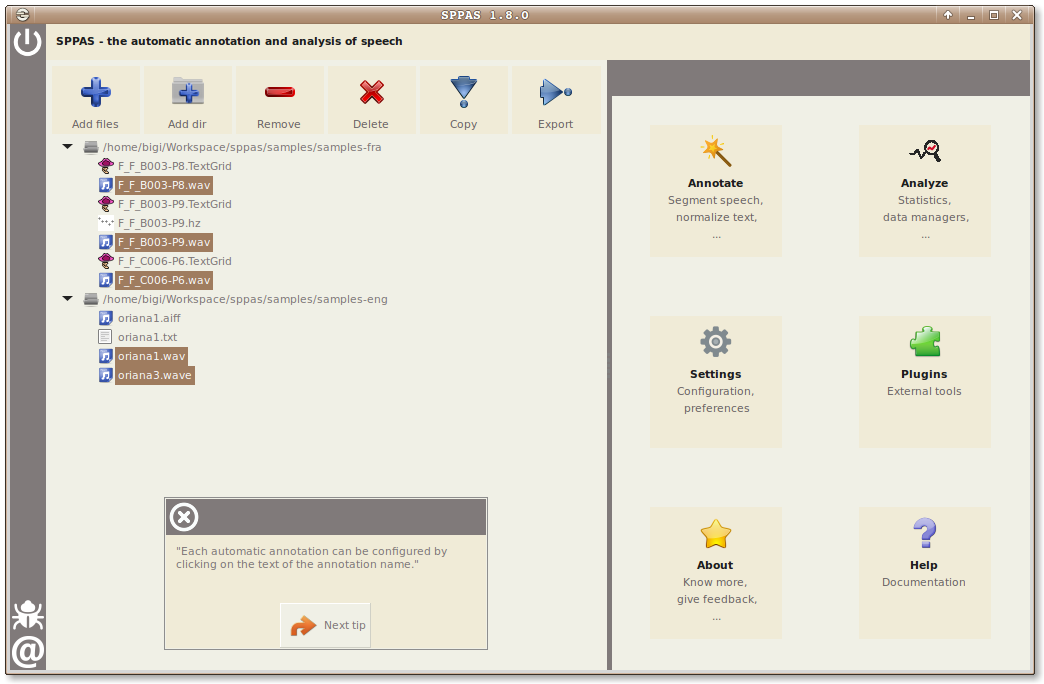 SPPAS 1.8.0
SPPAS - the automatic annotation and analysis of speech
Add files
Add dir
Remove
Delete
Copy
Export
/home/bigi/Workspace/sppas/samples/samples-fra
F_F_B003-P8.TextGrid
F_F_B003-P8.wav
F_F_B003-P9.TextGrid
F_F_B003-P9.hz
F_F_B003-P9.wav
F_F_C006-P6.TextGrid
F_F_C006-P6.wav
/home/bigi/Workspace/sppas/samples/samples-eng
oriana1.aiff
oriana1.txt
oriana1.wav
oriana3.wave
"Each automatic annotation can be configured by
clicking on the text of the annotation name."
Next tip
@
Annotate
Segment speech,
normalize text,
...
Analyze
Statistics,
data managers,
...
Settings
Configuration,
preferences
Plugins
External tools
About
Know more,
give feedback,
...
?
Help
Documentation